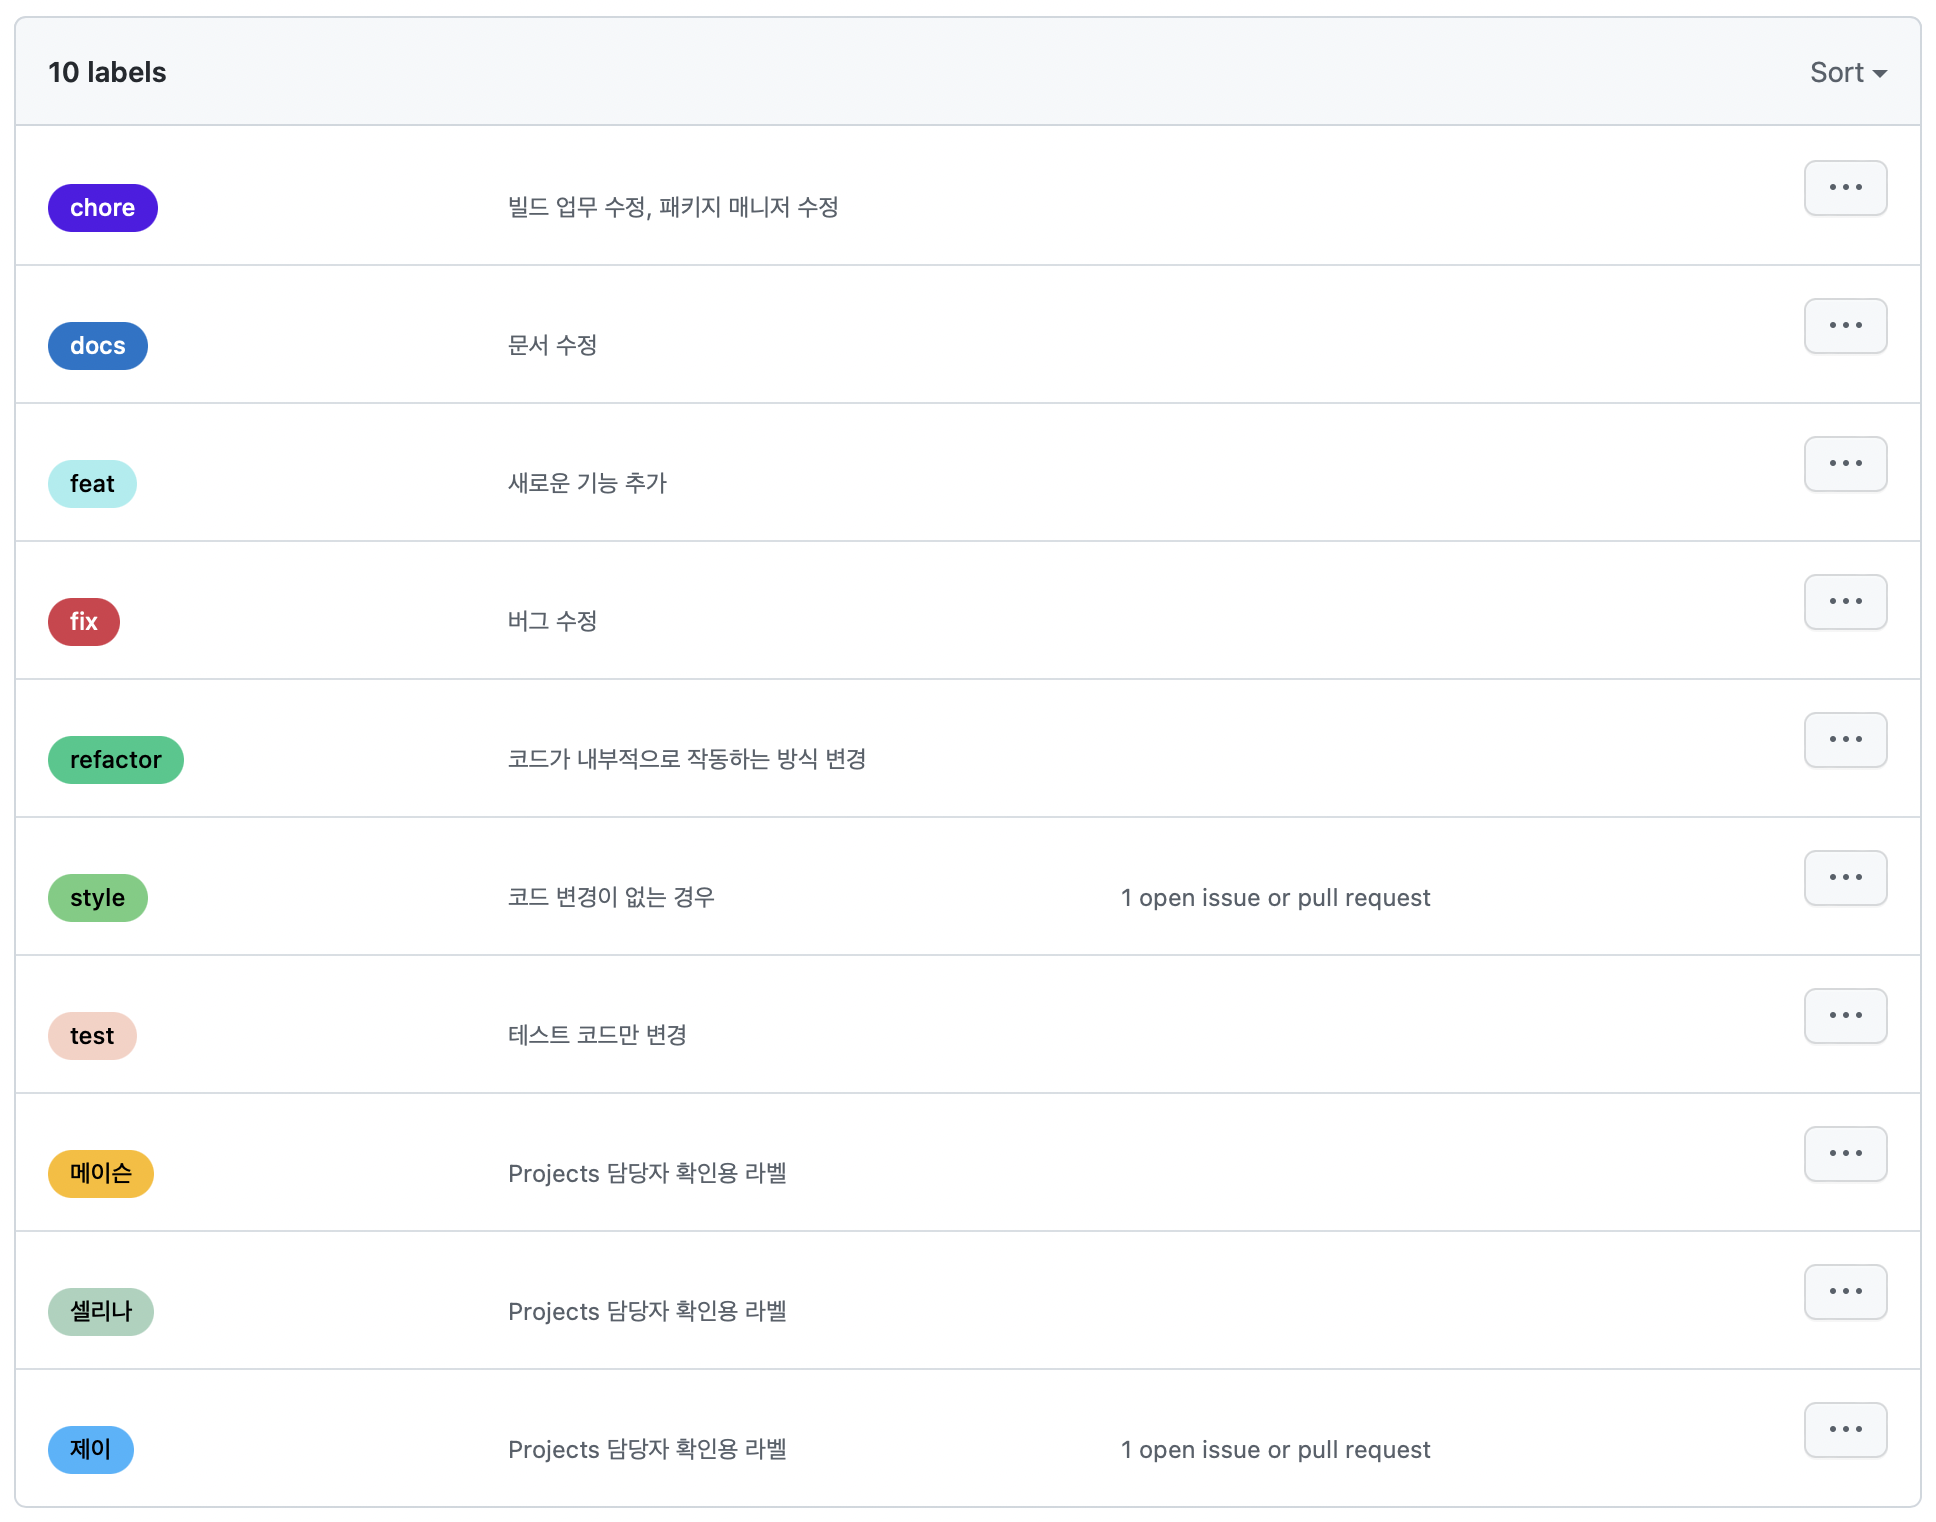 10 labels Sort
chore 빌드 업무 수정, 패키지 매니저 수정
docs 문서 수정
feat 새로운 기능 추가
fix 버그 수정
refactor 코드가 내부적으로 작동하는 방식 변경
style 코드 변경이 없는 경우 1 open issue or pull request
test 테스트 코드만 변경
메이슨 Projects 담당자 확인용 라벨
셀리나 Projects 담당자 확인용 라벨
제이 Projects 담당자 확인용 라벨 1 open issue or pull request